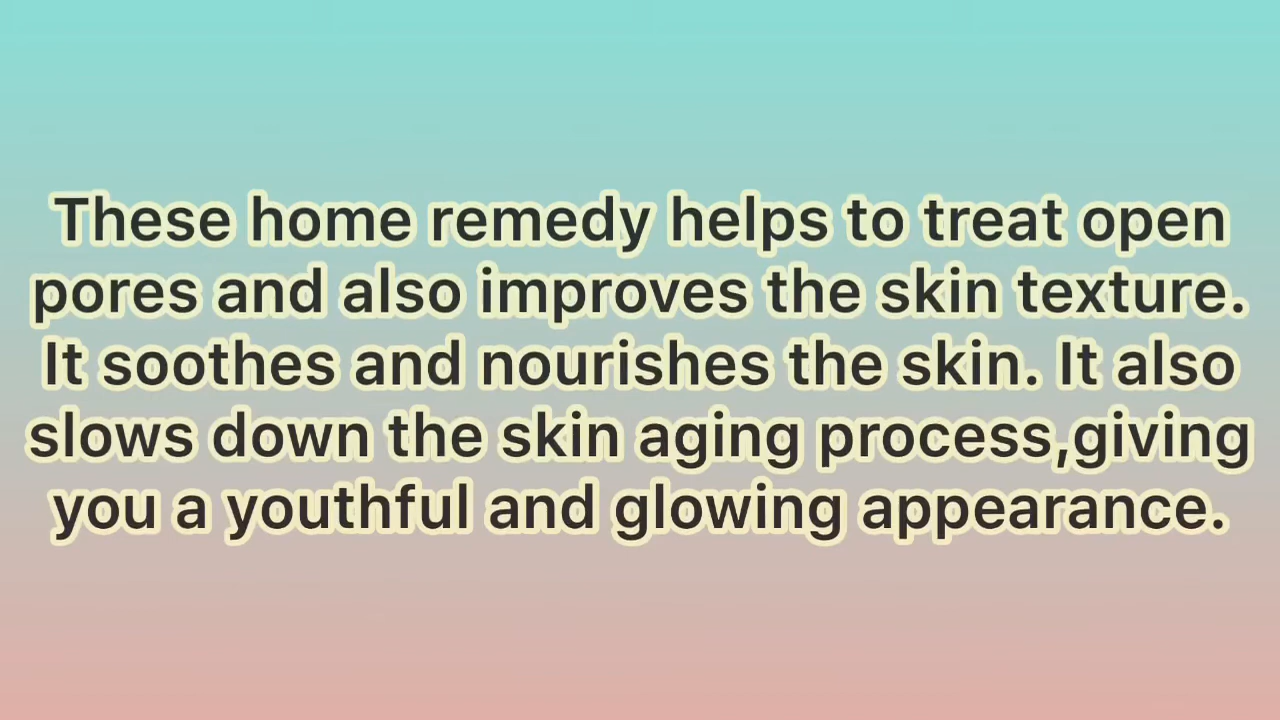 These home remedy helps to treat open
pores and also improves the skin texture.
It soothes and nourishes the skin. It also
slows down the skin aging process,giving
you a youthful and glowing appearance.